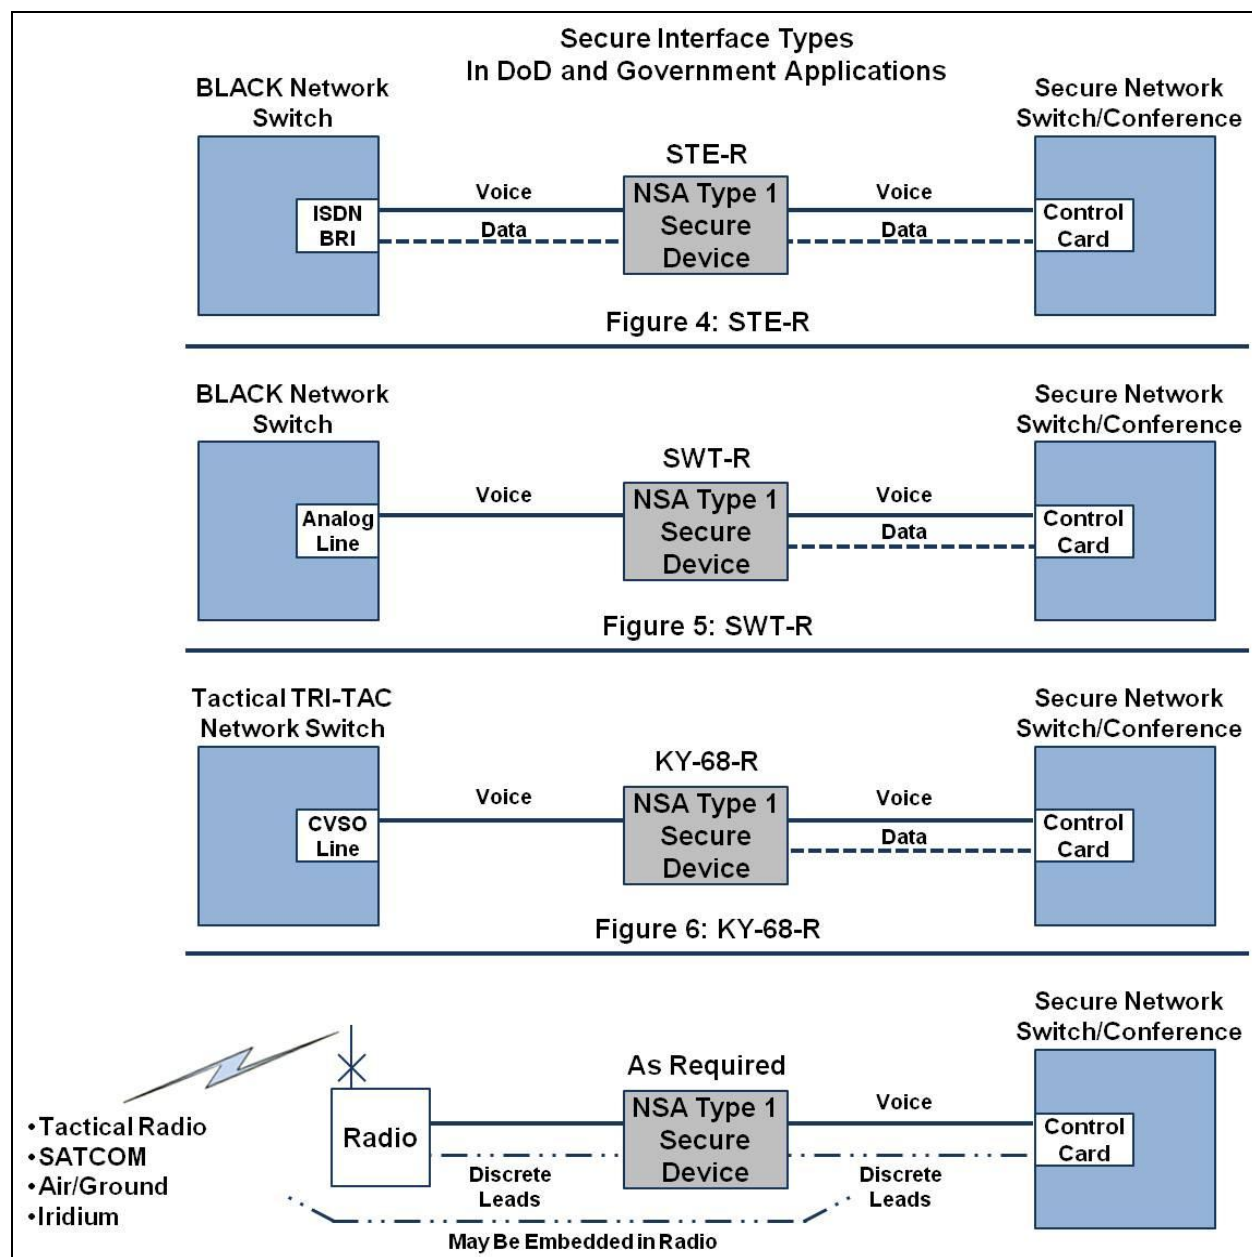 Secure Interface Types
In DoD and Government Applications
BLACK Network
Switch
Secure Network
Switch/Conference
STE-R
ISDN
BRI
Voice
Data
NSA Type 1
Secure
Device
Voice
Data
Control
Card
Figure 4: STE-R
BLACK Network
Switch
Secure Network
Switch/Conference
SWT-R
Analog
Line
Voice
NSA Type 1
Secure
Device
Voice
Data
Control
Card
Figure 5: SWT-R
Tactical TRI-TAC
Network Switch
Secure Network
Switch/Conference
KY-68-R
CVSO
Line
Voice
NSA Type 1
Secure
Device
Voice
Data
Control
Card
Figure 6: KY-68-R
Secure Network
Switch/Conference
As Required
•Tactical Radio
•SATCOM
•Air/Ground
•Iridium
Radio
Discrete
Leads
NSA Type 1
Secure
Device
Voice
Discrete
Leads
Control
Card
May Be Embedded in Radio